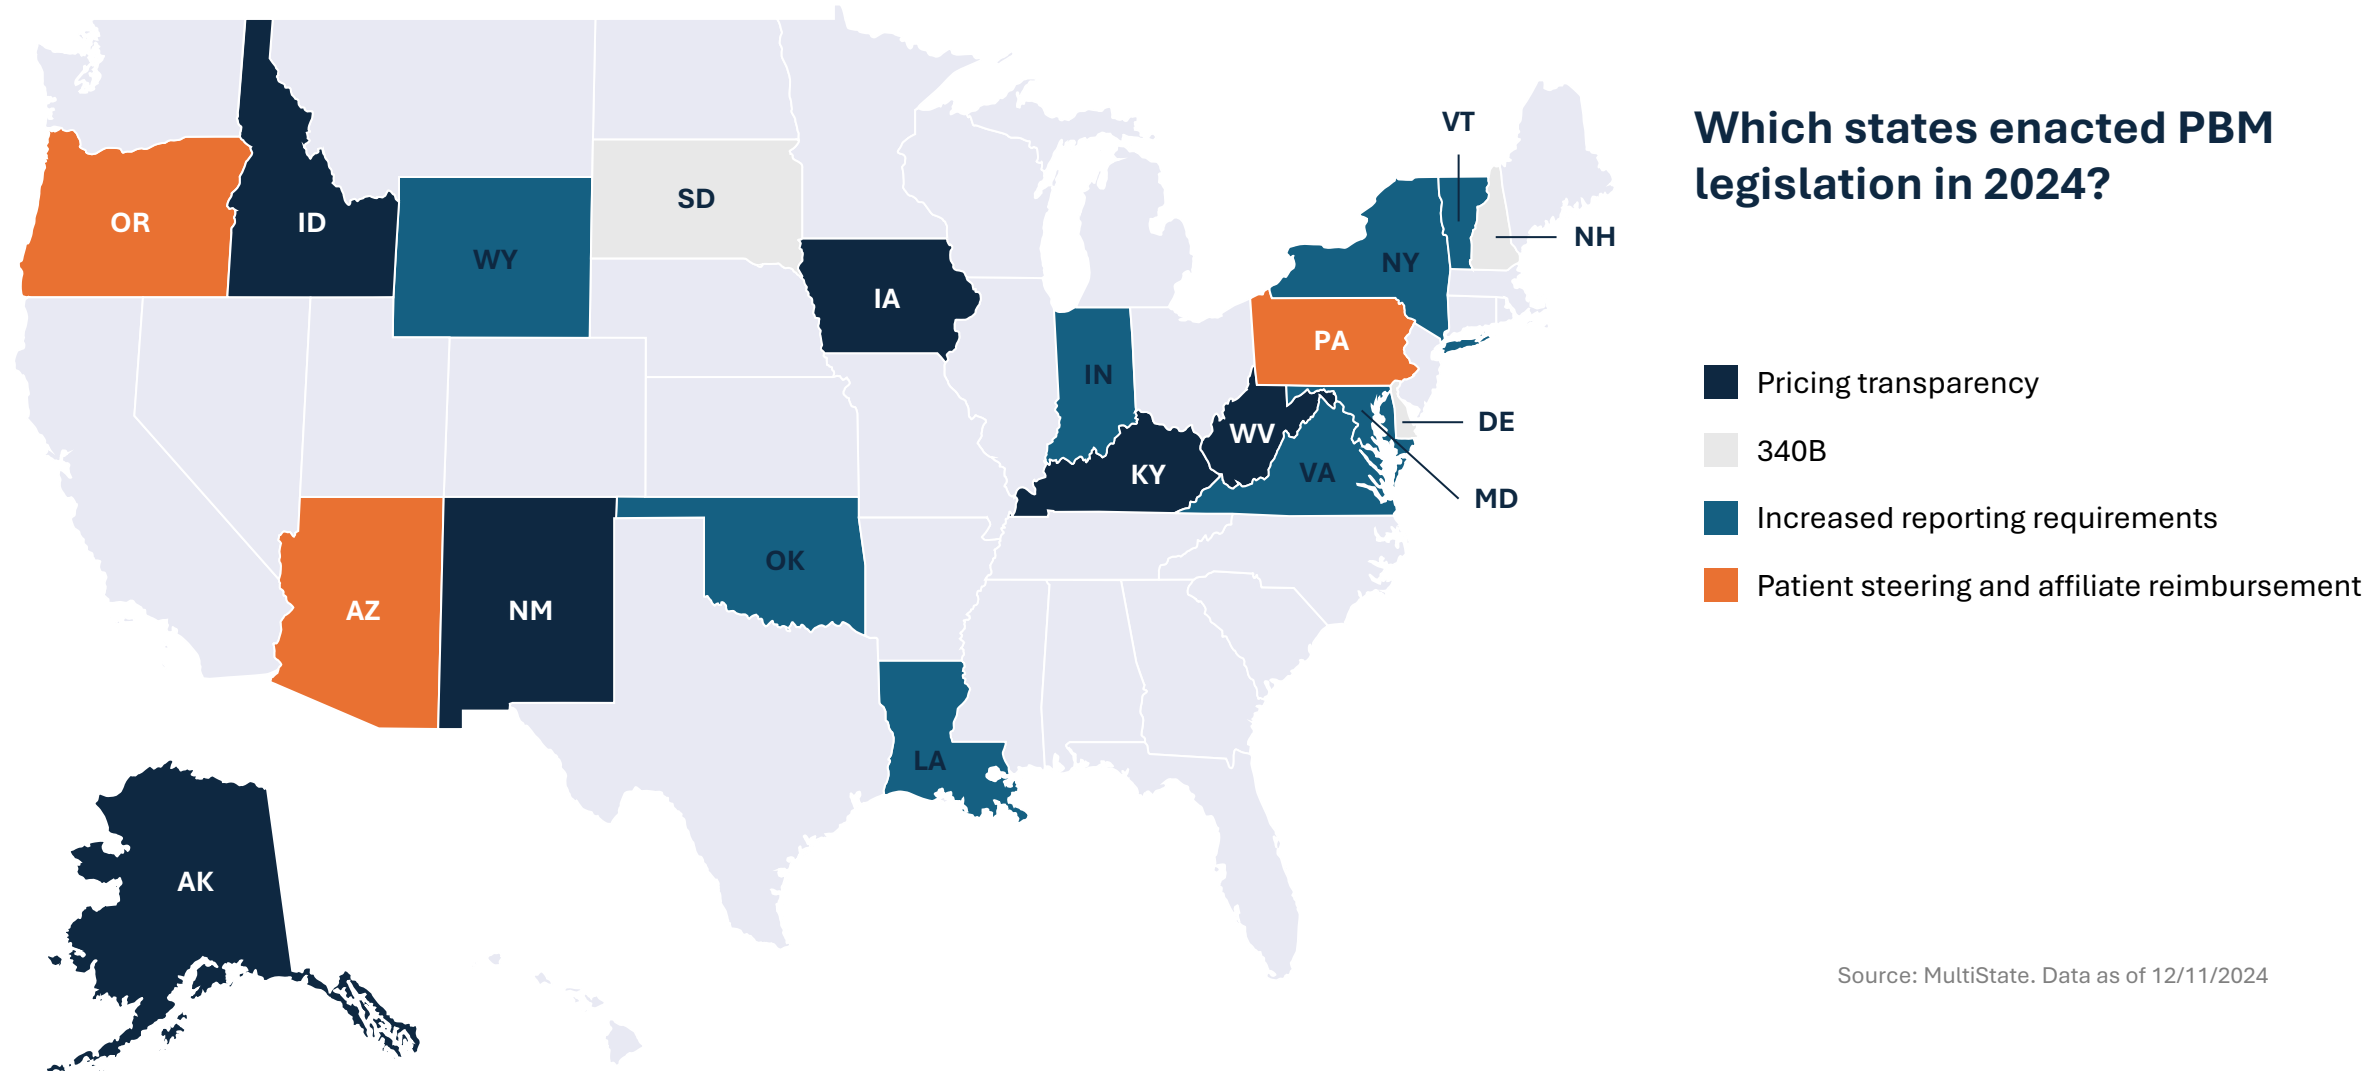 Which states enacted PBM
legislation in 2024?
VT
NH
OR
ID
WY
SD
IA
NY
PA
IN
WV
KY
VA
DE
MD
OK
AZ
NM
LA
AK
Pricing transparency
340B
Increased reporting requirements
Patient steering and affiliate reimbursement
Source: MultiState. Data as of 12/11/2024